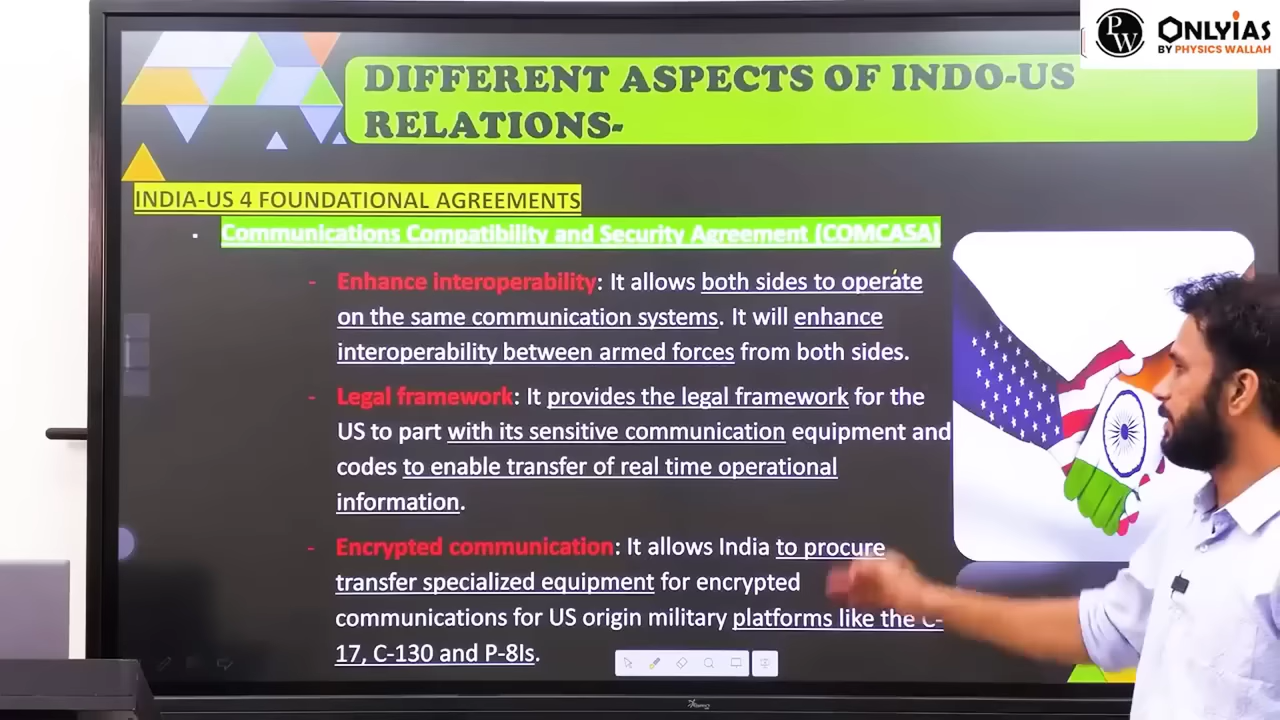 PW
ONLYIAS
BY PHYSICS WALLAH
DIFFERENT ASPECTS OF INDO-US
RELATIONS-
INDIA-US 4 FOUNDATIONAL AGREEMENTS
Communications Compatibility and Security Agreement (COMCASA)
- Enhance interoperability: It allows both sides to operate
on the same communication systems. It will enhance
interoperability between armed forces from both sides.
- Legal framework: It provides the legal framework for the
US to part with its sensitive communication equipment and
codes to enable transfer of real time operational
information.
- Encrypted communication: It allows India to procure
transfer specialized equipment for encrypted
communications for US origin military platforms like the C-
17, C-130 and P-8Is.